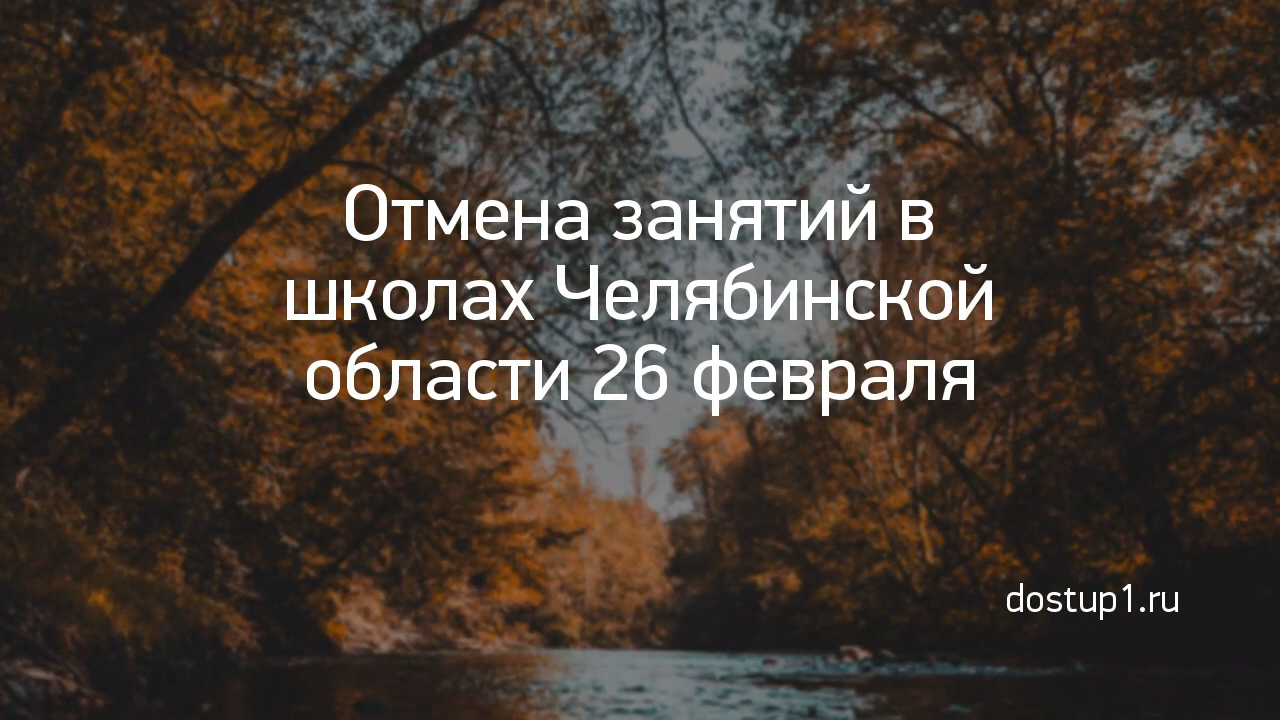 Отмена занятий в
школах Челябинской
области 26 февраля
dostup1.ru